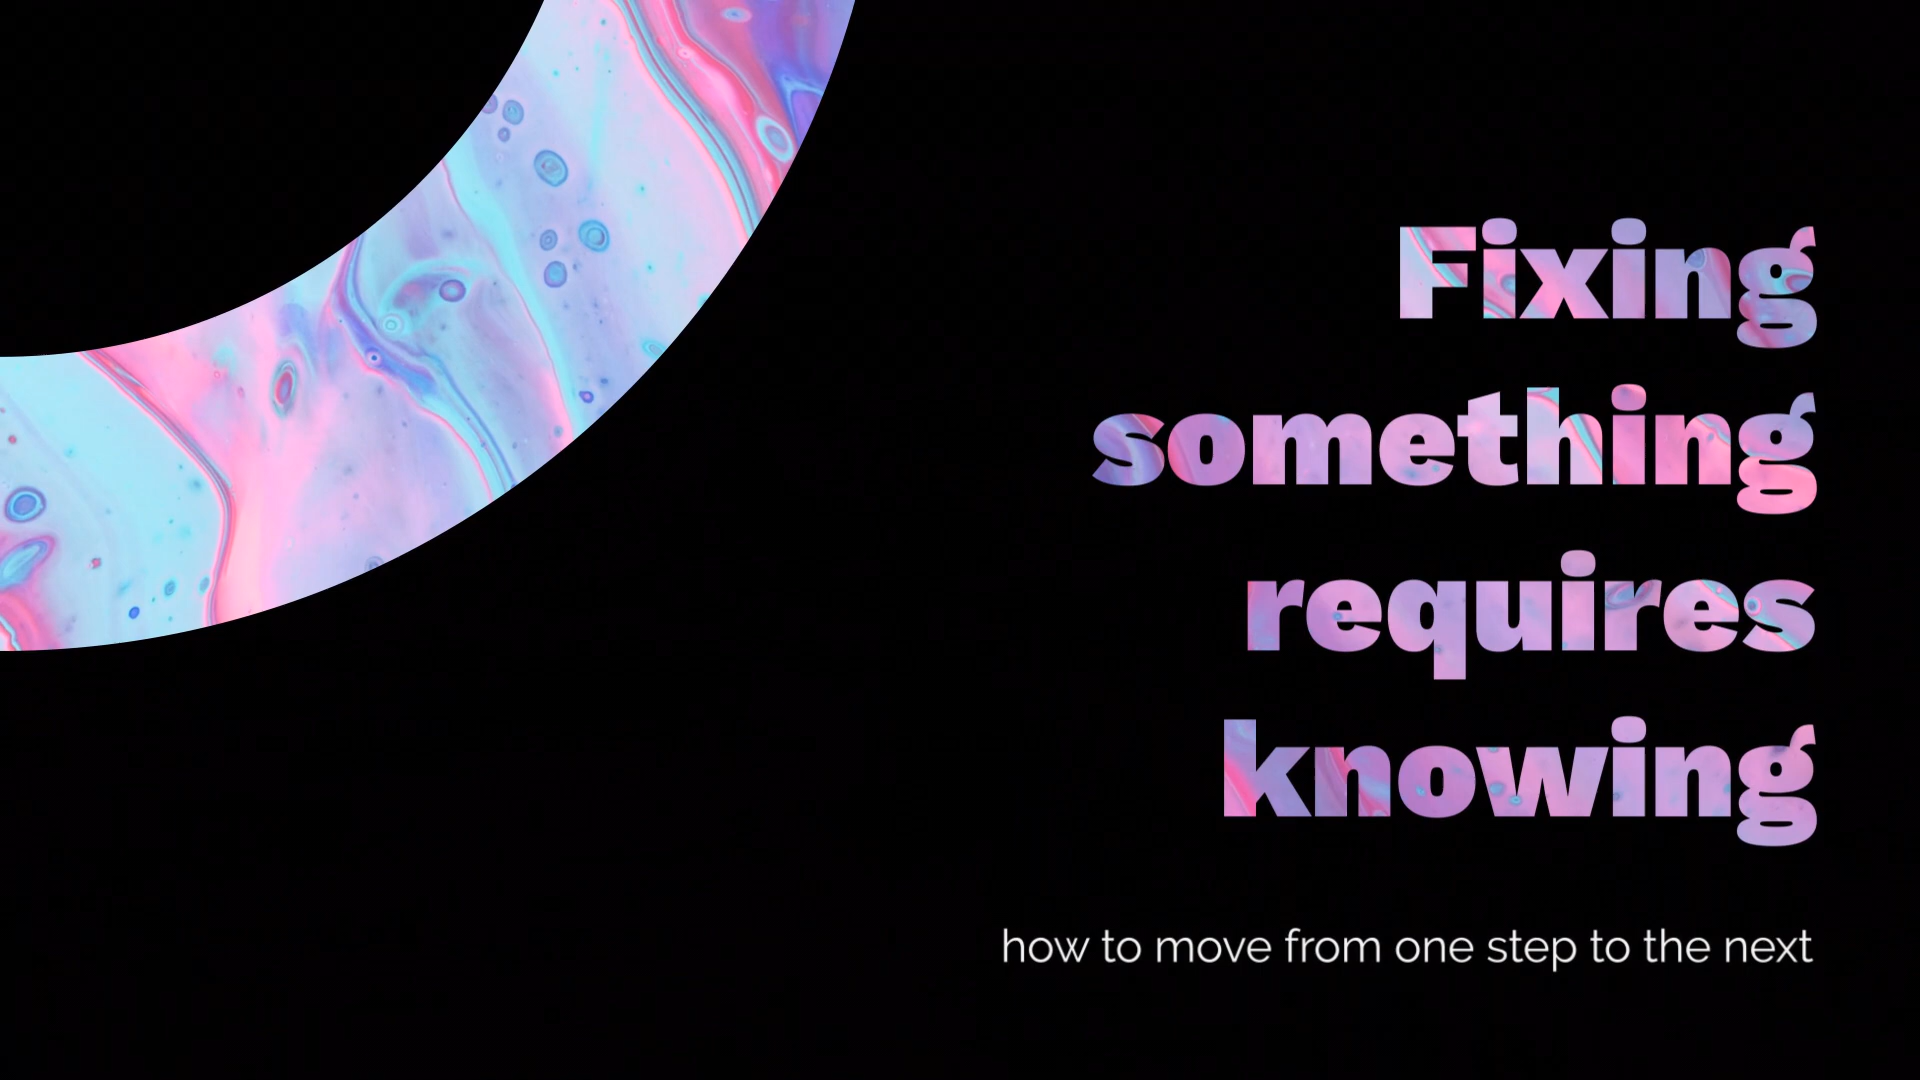 Fixing
something
requires
knowing
how to move from one step to the next